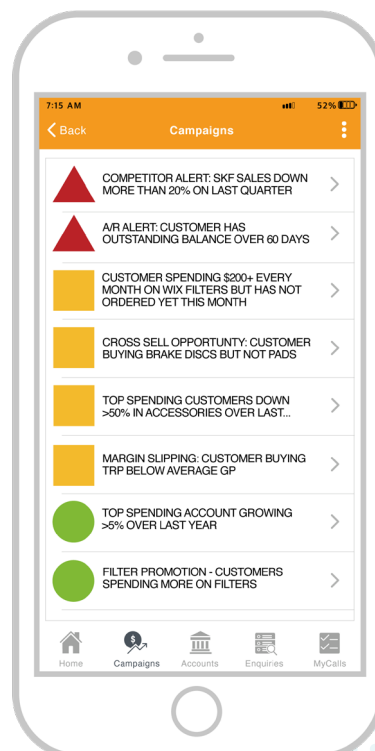 7:15 AM 52%
Back Campaigns
COMPETITOR ALERT: SKF SALES DOWN
MORE THAN 20% ON LAST QUARTER
A/R ALERT: CUSTOMER HAS
OUTSTANDING BALANCE OVER 60 DAYS
CUSTOMER SPENDING $200+ EVERY
MONTH ON WIX FILTERS BUT HAS NOT
ORDERED YET THIS MONTH
CROSS SELL OPPORTUNTY: CUSTOMER
BUYING BRAKE DISCS BUT NOT PADS
TOP SPENDING CUSTOMERS DOWN
>50% IN ACCESSORIES OVER LAST...
MARGIN SLIPPING: CUSTOMER BUYING
TRP BELOW AVERAGE GP
TOP SPENDING ACCOUNT GROWING
>5% OVER LAST YEAR
FILTER PROMOTION - CUSTOMERS
SPENDING MORE ON FILTERS
$
Home Campaigns Accounts Enquiries MyCalls